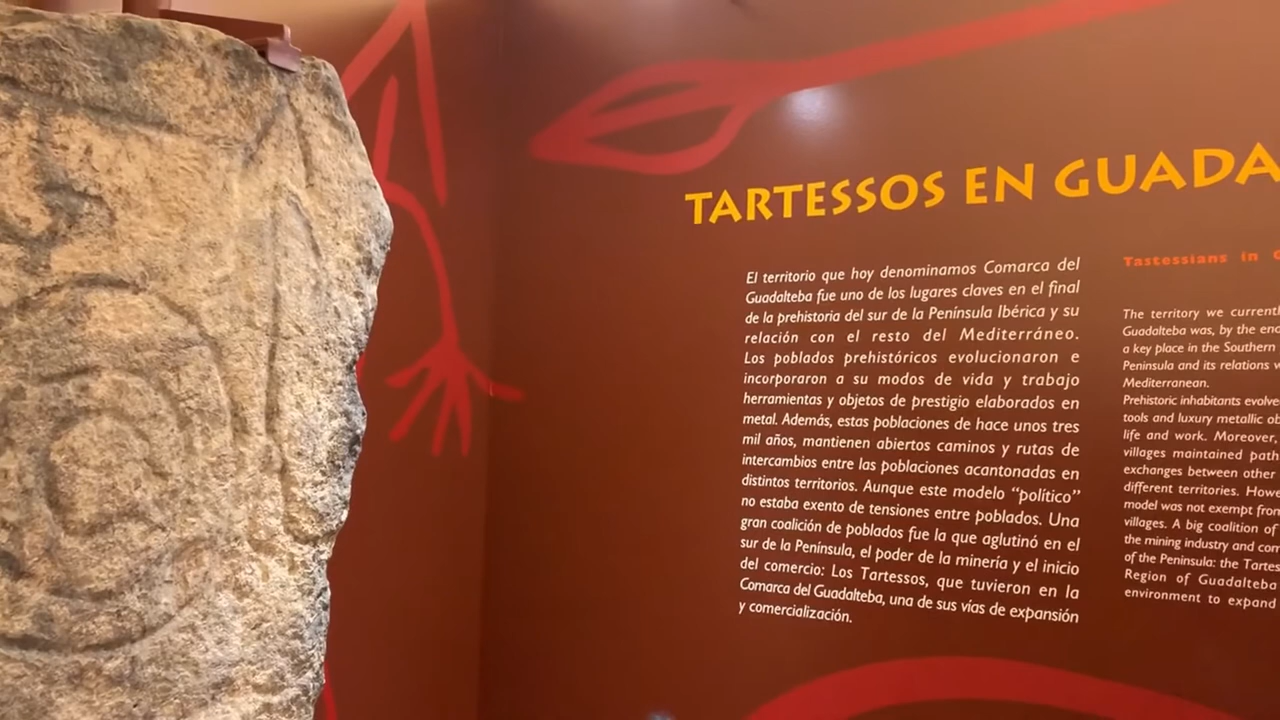 TARTESSOS EN GUADA
El territorio que hoy denominamos Comarca del
Guadalteba fue uno de los lugares claves en el final
de la prehistoria del sur de la Península Ibérica y su
relación con el resto del Mediterráneo.
Los poblados prehistóricos evolucionaron e
incorporaron a su modos de vida y trabajo
herramientas y objetos de prestigio elaborados en
metal. Además, estas poblaciones de hace unos tres
mil años, mantienen abiertos caminos y rutas de
intercambios entre las poblaciones acantonadas en
distintos territorios. Aunque este modelo “político”
no estaba exento de tensiones entre poblados. Una
gran coalición de poblados fue la que aglutinó en el
sur de la Península, el poder de la minería y el inicio
del comercio: Los Tartessos, que tuvieron en la
Comarca del Guadalteba, una de sus vías de expansión
y comercialización.
Tastessians in
The territory we current
Guadalteba was, by the end
a key place in the Southern
Peninsula and its relations
Mediterranean.
Prehistoric inhabitants evolve
tools and luxury metallic ob
life and work. Moreover,
villages maintained path
exchanges between other
different territories. Howe
model was not exempt from
villages. A big coalition of
the mining industry and com
of the Peninsula: the Tartes
Region of Guadalteba
environment to expand